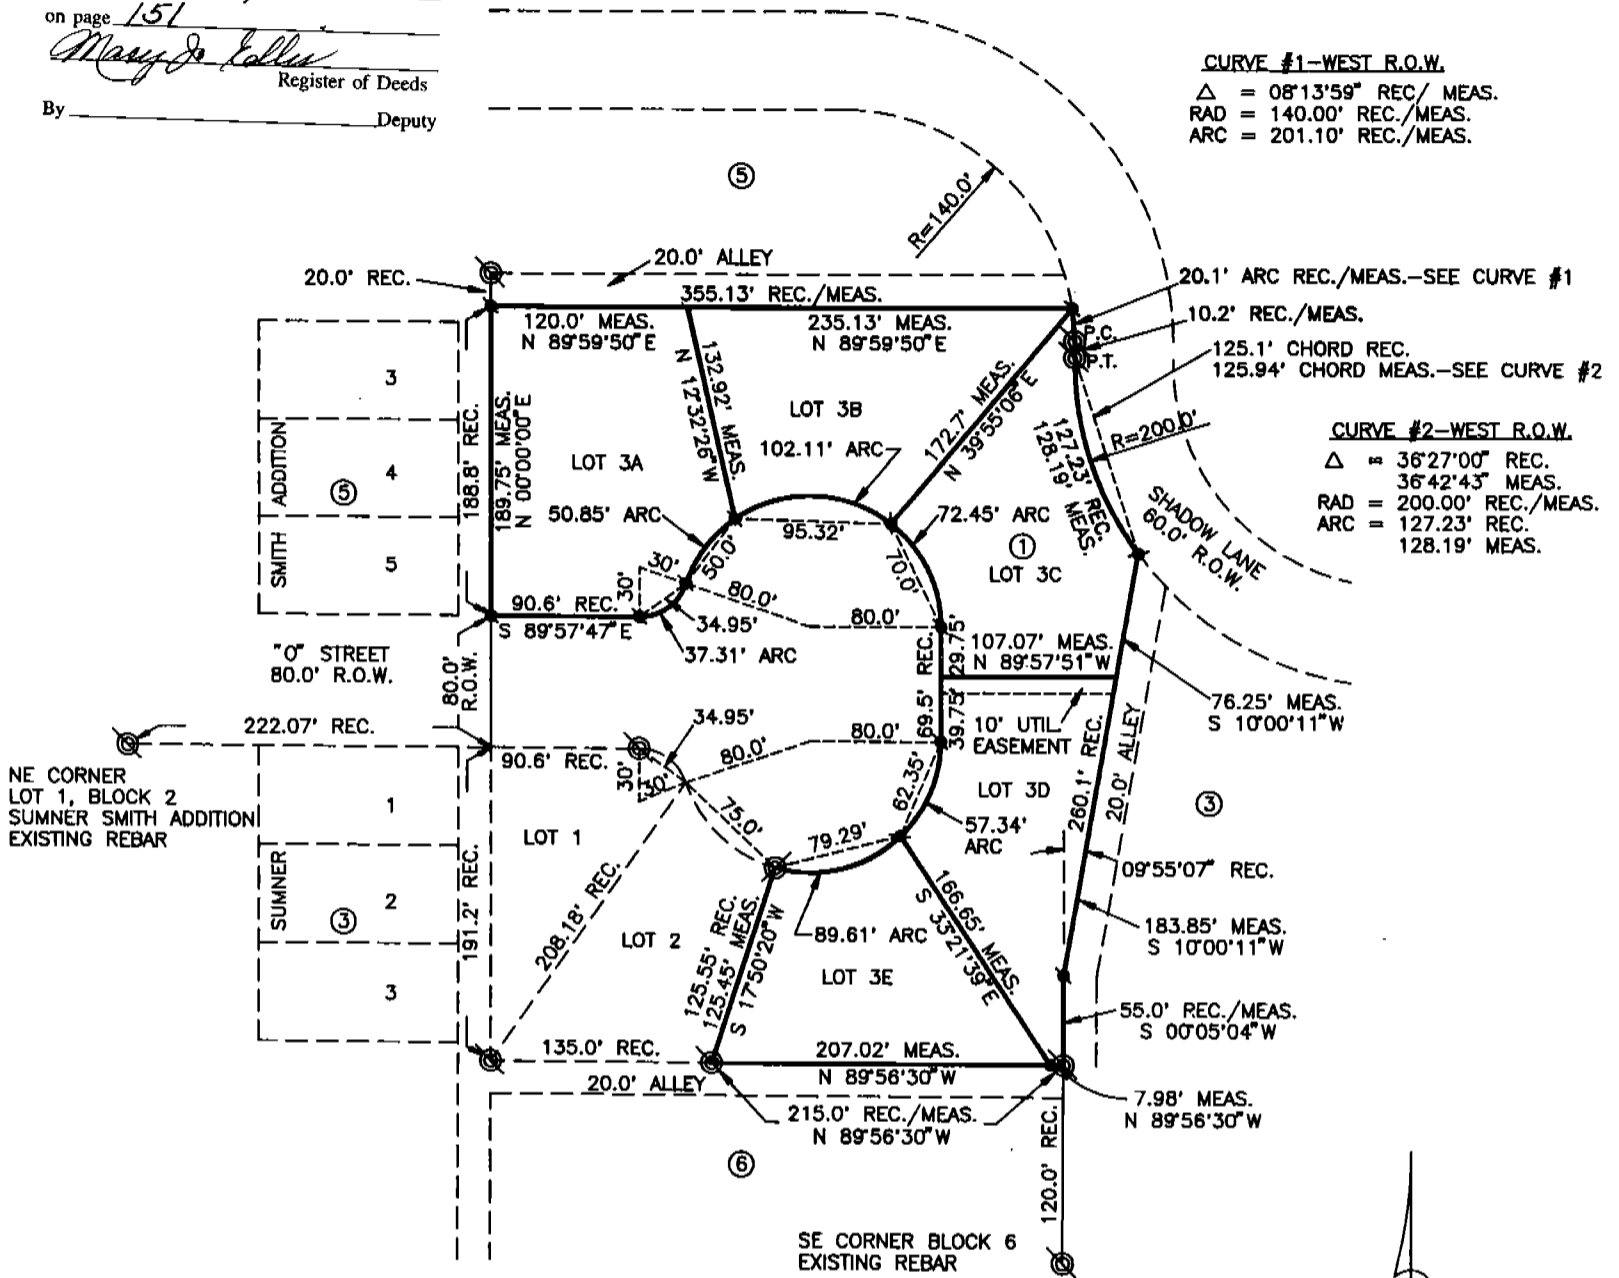 on page 151
Register of Deeds
By Deputy
CURVE #1-WEST R.O.W.
△ = 08°13'59" REC/ MEAS.
RAD = 140.00' REC./MEAS.
ARC = 201.10' REC./MEAS.
⑤
R=140.0'
20.0' ALLEY
20.0' REC.
355.13' REC./MEAS.
20.1' ARC REC./MEAS.-SEE CURVE #1
120.0' MEAS.
N 89°59'50" E
235.13' MEAS.
N 89°59'50" E
10.2' REC./MEAS.
P.C.
P.T.
125.1' CHORD REC.
125.94' CHORD MEAS.-SEE CURVE #2
3
4
5
SMITH ADDITION
⑤
188.8' REC.
189.75' MEAS.
N 00°00'00" E
132.92' MEAS.
N 12°32'26" W
LOT 3A
LOT 3B
102.11' ARC
172.7' MEAS.
N 39°55'06" E
127.23' REC.
128.19' MEAS.
R=200.0'
CURVE #2-WEST R.O.W.
△ = 36°27'00" REC.
36°42'43" MEAS.
RAD = 200.00' REC./MEAS.
ARC = 127.23' REC.
128.19' MEAS.
SHADOW LANE
60.0' R.O.W.
50.85' ARC
50.0'
95.32'
72.45' ARC
70.0'
①
LOT 3C
30'
30'
80.0'
80.0'
90.6' REC.
S 89°57'47" E
34.95'
37.31' ARC
"O" STREET
80.0' R.O.W.
80.0'
R.O.W.
69.5' REC.
29.75'
39.75'
107.07' MEAS.
N 89°57'51" W
76.25' MEAS.
S 10°00'11" W
222.07' REC.
34.95'
80.0'
80.0'
10' UTIL.
EASEMENT
90.6' REC.
30'
30'
NE CORNER
LOT 1, BLOCK 2
SUMNER SMITH ADDITION
EXISTING REBAR
1
2
3
SUMNER
③
191.2' REC.
LOT 1
75.0'
79.29'
62.35'
LOT 3D
57.34'
ARC
260.1' REC.
20.0' ALLEY
③
09°55'07" REC.
208.18' REC.
LOT 2
125.55' REC.
125.45' MEAS.
S 17°50'20" W
89.61' ARC
LOT 3E
166.65' MEAS.
S 33°21'39" E
183.85' MEAS.
S 10°00'11" W
55.0' REC./MEAS.
S 00°05'04" W
135.0' REC.
207.02' MEAS.
N 89°56'30" W
20.0' ALLEY
215.0' REC./MEAS.
N 89°56'30" W
7.98' MEAS.
N 89°56'30" W
⑥
120.0' REC.
SE CORNER BLOCK 6
EXISTING REBAR